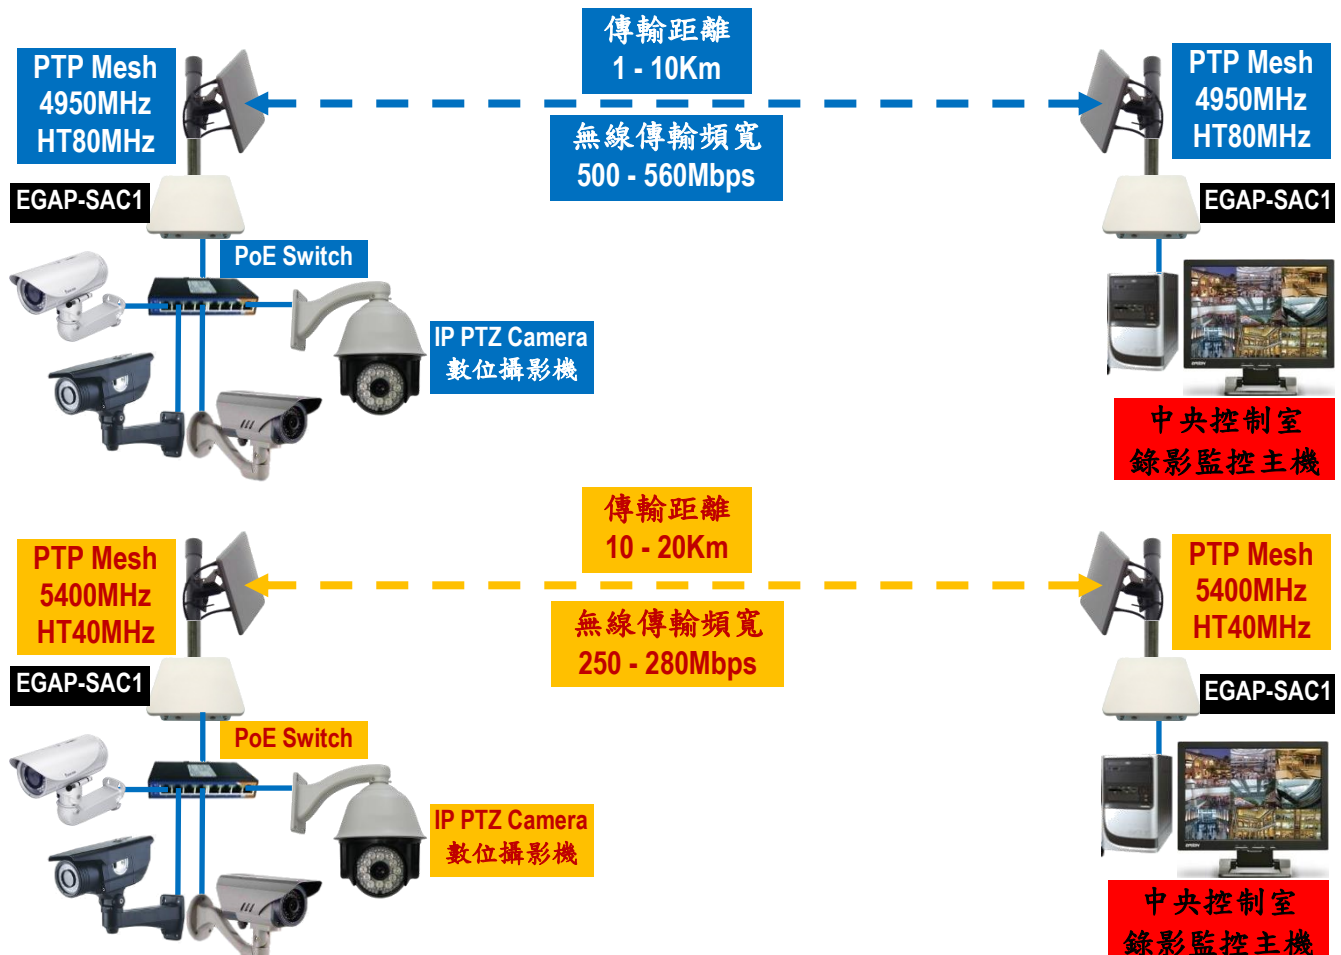 傳輸距離
1 - 10Km
PTP Mesh
4950MHz
HT80MHz
PTP Mesh
4950MHz
HT80MHz
無線傳輸頻寬
500 - 560Mbps
EGAP-SAC1
EGAP-SAC1
PoE Switch
IP PTZ Camera
數位攝影機
EPSON
中央控制室
錄影監控主機
傳輸距離
10 - 20Km
PTP Mesh
5400MHz
HT40MHz
PTP Mesh
5400MHz
HT40MHz
無線傳輸頻寬
250 - 280Mbps
EGAP-SAC1
EGAP-SAC1
PoE Switch
IP PTZ Camera
數位攝影機
EPSON
中央控制室
錄影監控主機